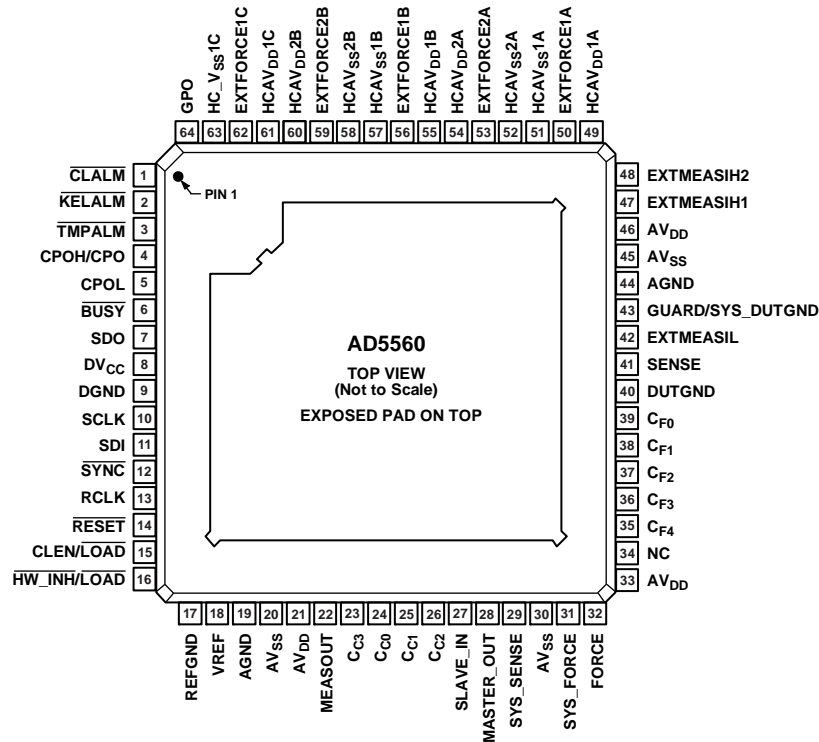 GPO
HC_VSS1C
EXTFORCE1C
HCAVDD1C
HCAVDD2B
EXTFORCE2B
HCAVSS2B
HCAVSS1B
EXTFORCE1B
HCAVDD1B
HCAVDD2A
EXTFORCE2A
HCAVSS2A
HCAVSS1A
EXTFORCE1A
HCAVDD1A
64 63 62 61 60 59 58 57 56 55 54 53 52 51 50 49
CLALM 1
KELALM 2
TMPALM 3
CPOH/CPO 4
CPOL 5
BUSY 6
SDO 7
DVCC 8
DGND 9
SCLK 10
SDI 11
SYNC 12
RCLK 13
RESET 14
CLEN/LOAD 15
HW_INH/LOAD 16
PIN 1
AD5560
TOP VIEW
(Not to Scale)
EXPOSED PAD ON TOP
48 EXTMEASIH2
47 EXTMEASIH1
46 AVDD
45 AVSS
44 AGND
43 GUARD/SYS_DUTGND
42 EXTMEASIL
41 SENSE
40 DUTGND
39 CF0
38 CF1
37 CF2
36 CF3
35 CF4
34 NC
33 AVDD
17 18 19 20 21 22 23 24 25 26 27 28 29 30 31 32
REFGND
VREF
AGND
AVSS
AVDD
MEASOUT
CC3
CC0
CC1
CC2
SLAVE_IN
MASTER_OUT
SYS_SENSE
AVSS
SYS_FORCE
FORCE